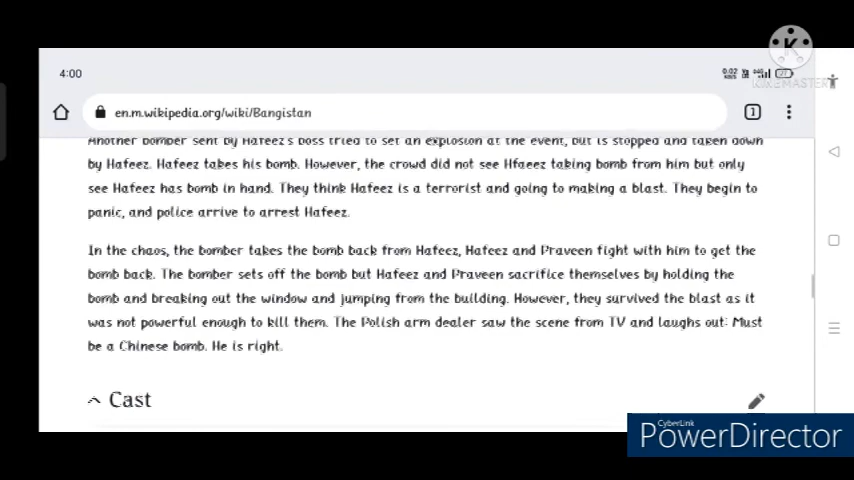 4:00
0.02
KB/S
27
KINEMASTER
en.m.wikipedia.org/wiki/Bangistan
1
Another bomber sent by Hafeez's boss tried to set an explosion at the event, but is stopped and taken down
by Hafeez. Hafeez takes his bomb. However, the crowd did not see Hfaeez taking bomb from him but only
see Hafeez has bomb in hand. They think Hafeez is a terrorist and going to making a blast. They begin to
panic, and police arrive to arrest Hafeez.
In the chaos, the bomber takes the bomb back from Hafeez, Hafeez and Praveen fight with him to get the
bomb back. The bomber sets off the bomb but Hafeez and Praveen sacrifice themselves by holding the
bomb and breaking out the window and jumping from the building. However, they survived the blast as it
was not powerful enough to kill them. The Polish arm dealer saw the scene from TV and laughs out: Must
be a Chinese bomb. He is right.
Cast
CyberLink
PowerDirector